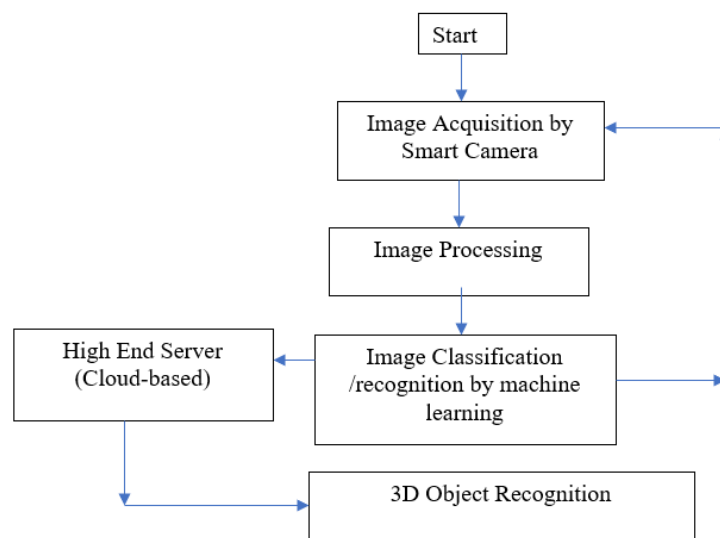 Start
Image Acquisition by
Smart Camera
Image Processing
High End Server
(Cloud-based)
Image Classification
/recognition by machine
learning
3D Object Recognition